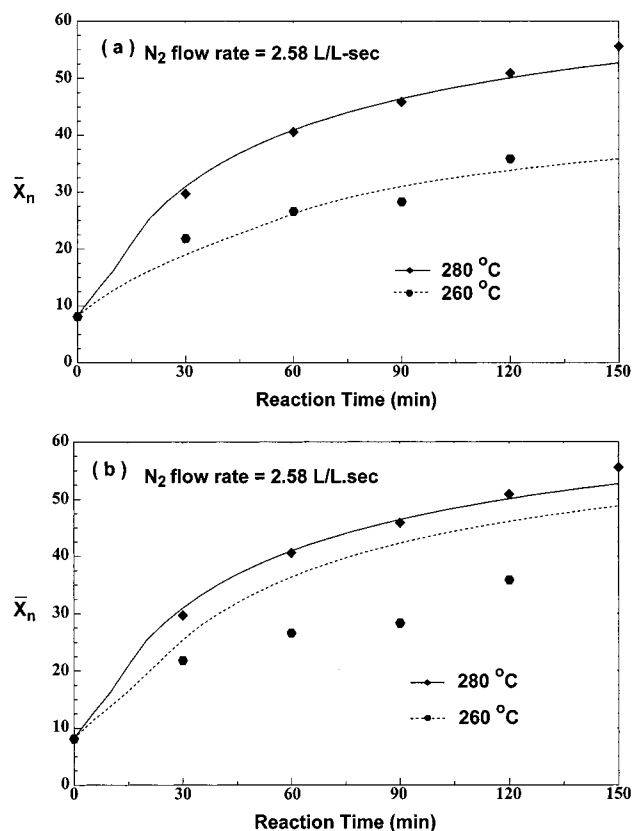 60
( a ) N₂ flow rate = 2.58 L/L-sec
50
40
X̄ₙ
30
20
280 °C
260 °C
10
0
0 30 60 90 120 150
Reaction Time (min)
60
( b ) N₂ flow rate = 2.58 L/L.sec
50
40
X̄ₙ
30
20
280 °C
260 °C
10
0
0 30 60 90 120 150
Reaction Time (min)